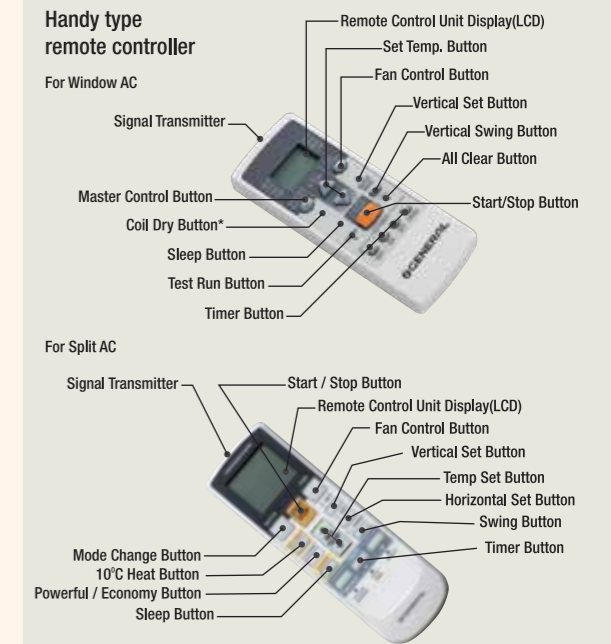 Handy type
remote controller
For Window AC
Remote Control Unit Display(LCD)
Set Temp. Button
Fan Control Button
Vertical Set Button
Signal Transmitter
Vertical Swing Button
All Clear Button
Master Control Button
Start/Stop Button
Coil Dry Button*
Sleep Button
Test Run Button
Timer Button
GENERAL
For Split AC
Signal Transmitter
Start / Stop Button
Remote Control Unit Display(LCD)
Fan Control Button
Vertical Set Button
Temp Set Button
Horizontal Set Button
Swing Button
Timer Button
Mode Change Button
10⁰C Heat Button
Powerful / Economy Button
Sleep Button
GENERAL